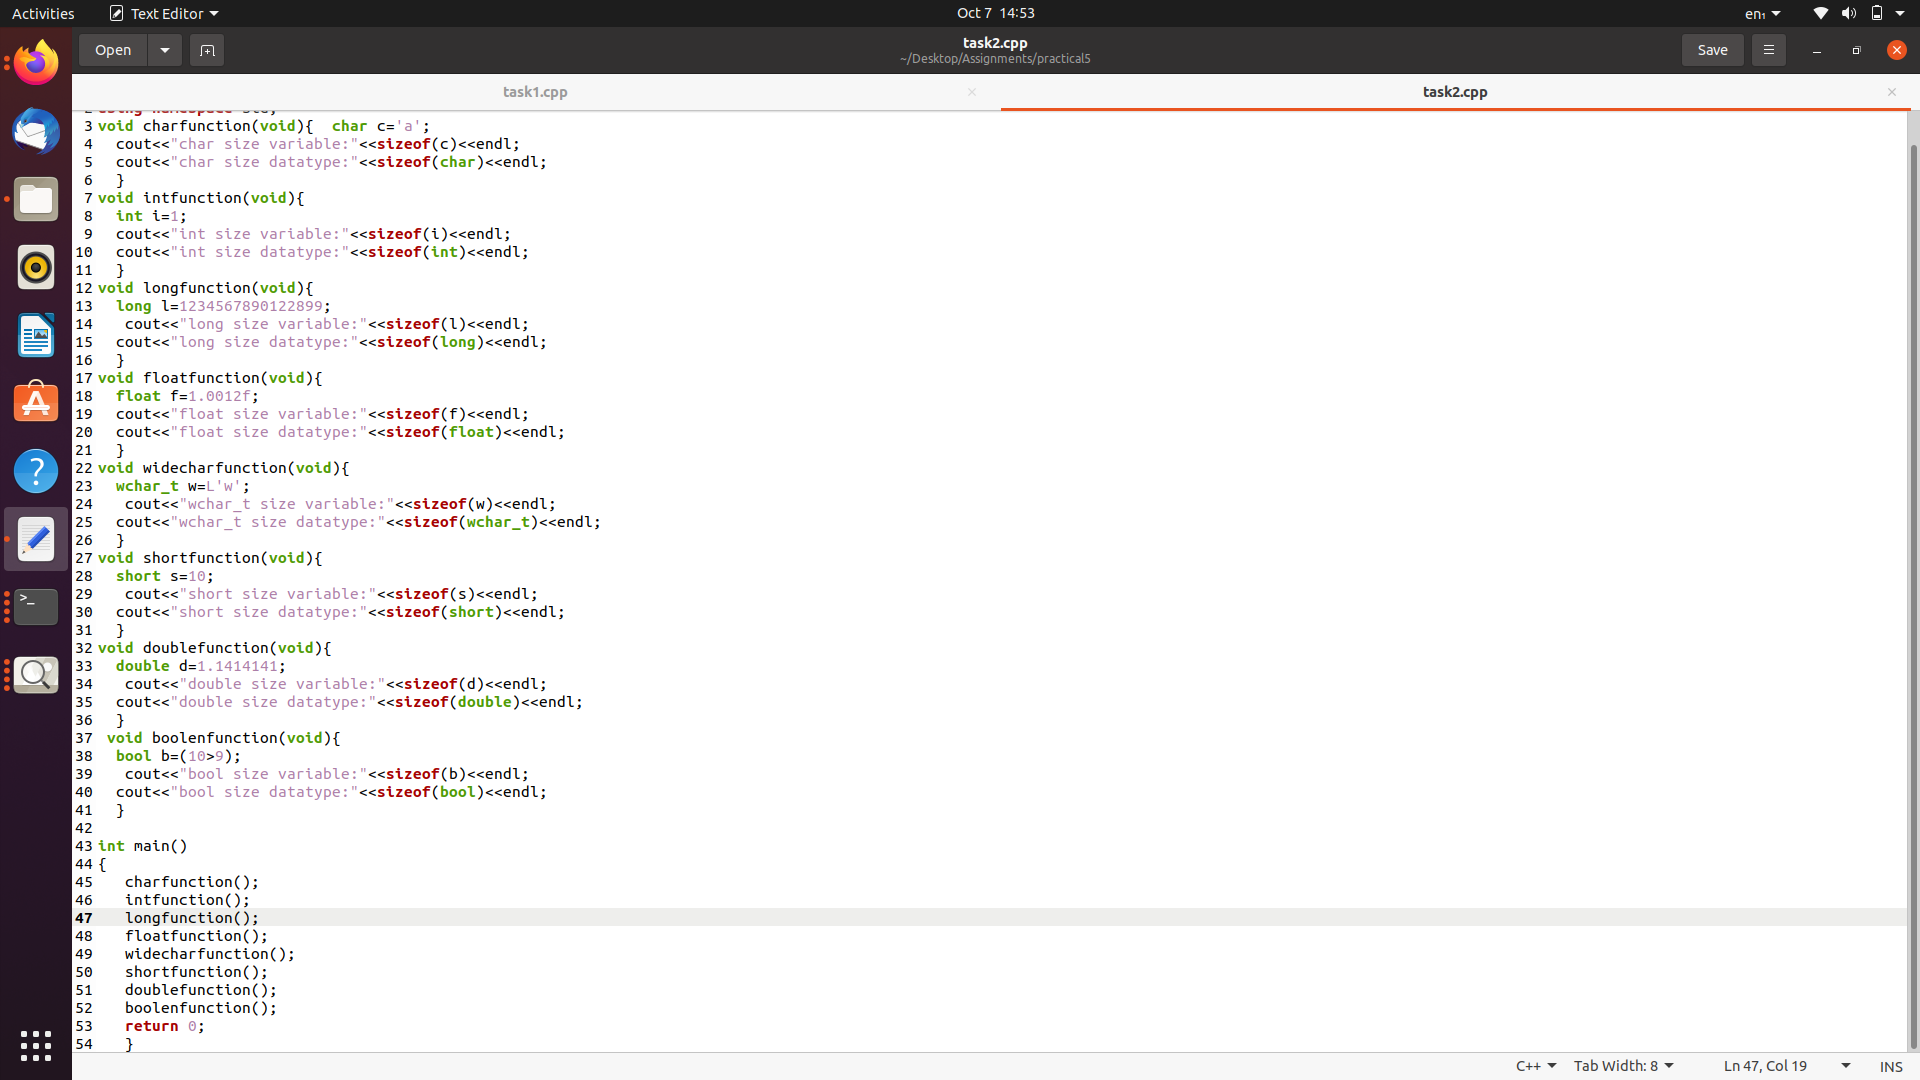 Activities
Text Editor
Oct 7 14:53
en₁
Open
task2.cpp
~/Desktop/Assignments/practical5
Save
task1.cpp
task2.cpp
3 void charfunction(void){  char c='a';
4   cout<<"char size variable:"<<sizeof(c)<<endl;
5   cout<<"char size datatype:"<<sizeof(char)<<endl;
6   }
7 void intfunction(void){
8   int i=1;
9   cout<<"int size variable:"<<sizeof(i)<<endl;
10   cout<<"int size datatype:"<<sizeof(int)<<endl;
11   }
12 void longfunction(void){
13   long l=1234567890122899;
14    cout<<"long size variable:"<<sizeof(l)<<endl;
15   cout<<"long size datatype:"<<sizeof(long)<<endl;
16   }
17 void floatfunction(void){
18   float f=1.0012f;
19   cout<<"float size variable:"<<sizeof(f)<<endl;
20   cout<<"float size datatype:"<<sizeof(float)<<endl;
21   }
22 void widecharfunction(void){
23   wchar_t w=L'w';
24    cout<<"wchar_t size variable:"<<sizeof(w)<<endl;
25   cout<<"wchar_t size datatype:"<<sizeof(wchar_t)<<endl;
26   }
27 void shortfunction(void){
28   short s=10;
29    cout<<"short size variable:"<<sizeof(s)<<endl;
30   cout<<"short size datatype:"<<sizeof(short)<<endl;
31   }
32 void doublefunction(void){
33   double d=1.1414141;
34    cout<<"double size variable:"<<sizeof(d)<<endl;
35   cout<<"double size datatype:"<<sizeof(double)<<endl;
36   }
37  void boolenfunction(void){
38   bool b=(10>9);
39    cout<<"bool size variable:"<<sizeof(b)<<endl;
40   cout<<"bool size datatype:"<<sizeof(bool)<<endl;
41   }
42
43 int main()
44 {
45    charfunction();
46    intfunction();
47    longfunction();
48    floatfunction();
49    widecharfunction();
50    shortfunction();
51    doublefunction();
52    boolenfunction();
53    return 0;
54    }
C++
Tab Width: 8
Ln 47, Col 19
INS